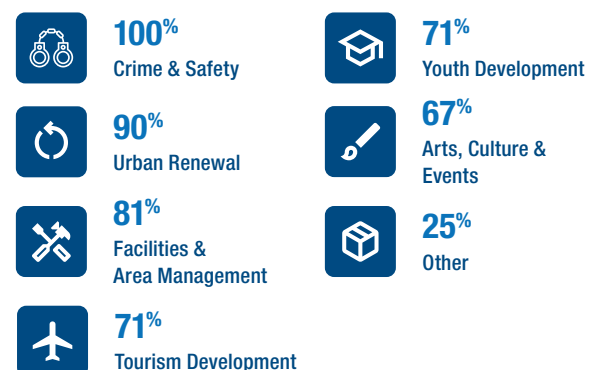 100%
Crime & Safety
90%
Urban Renewal
81%
Facilities &
Area Management
71%
Tourism Development
71%
Youth Development
67%
Arts, Culture &
Events
25%
Other